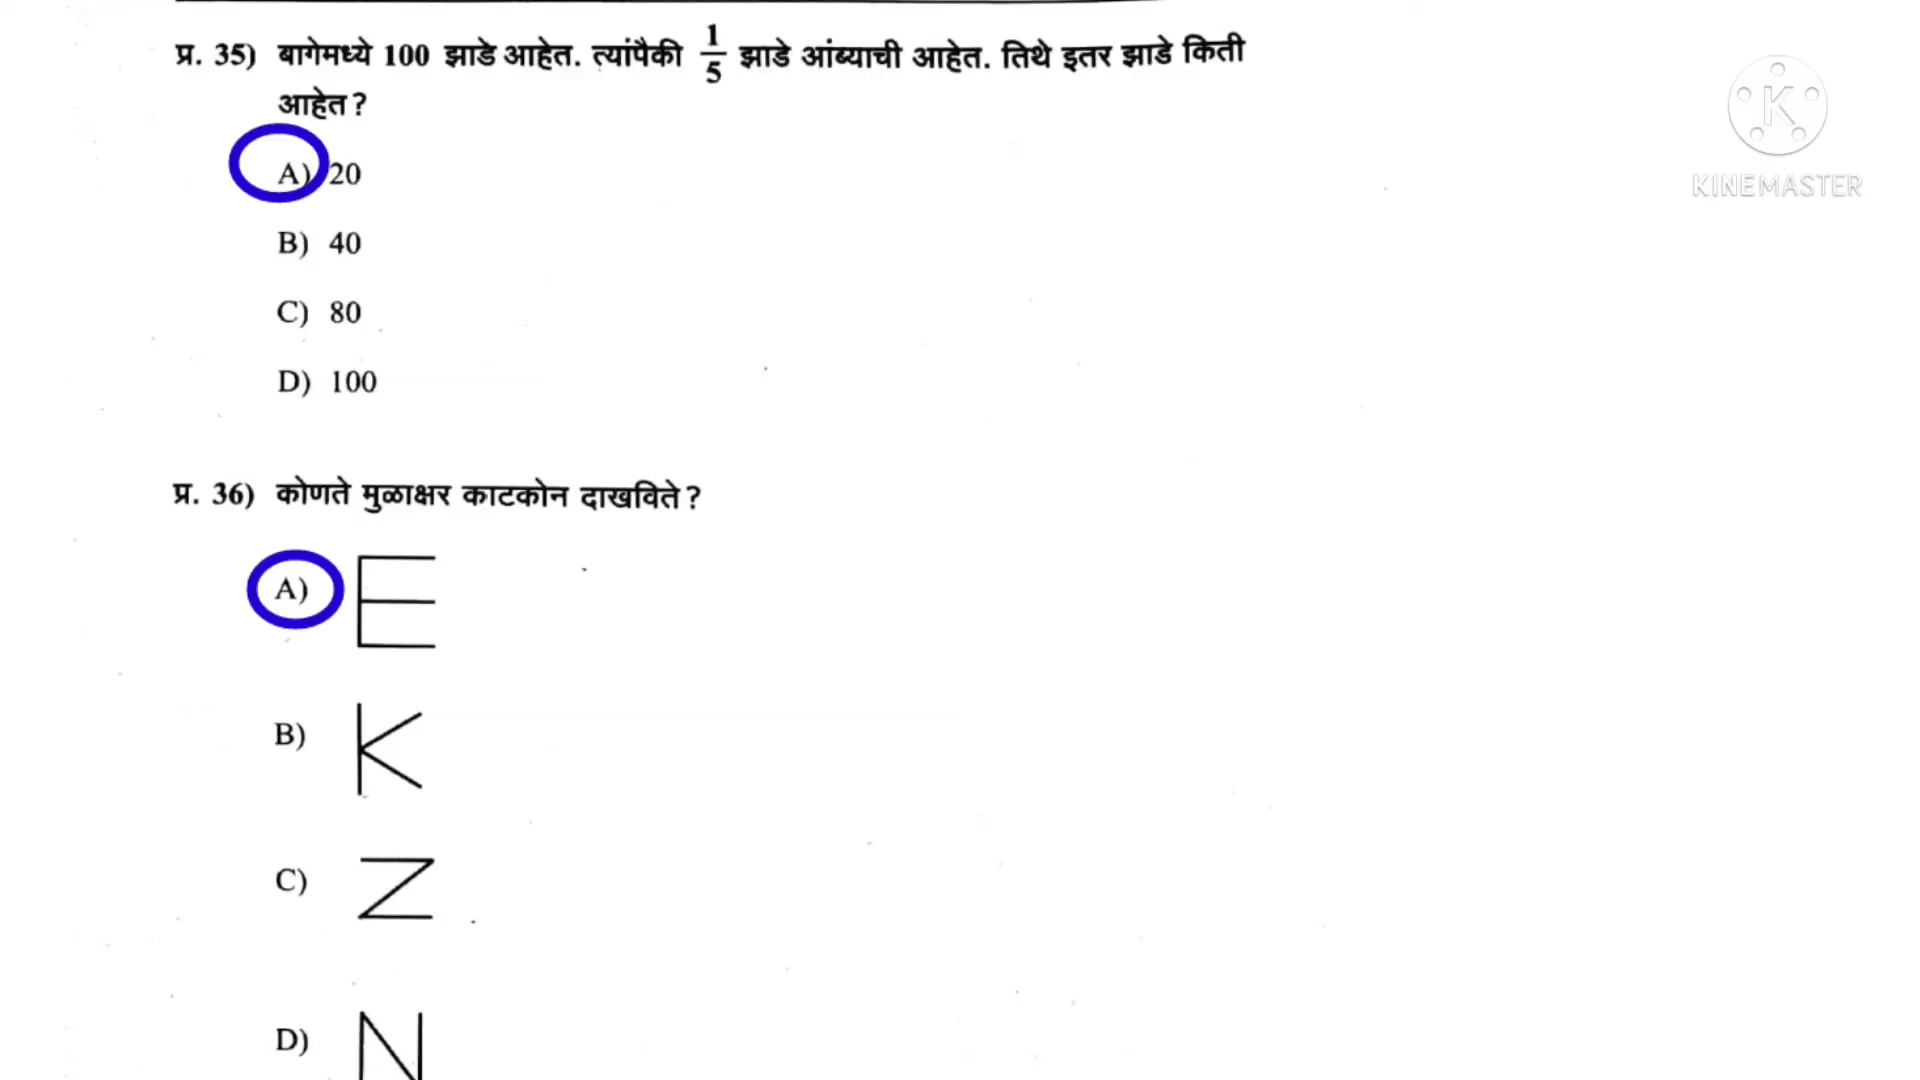 प्र. 35) बागेमध्ये 100 झाडे आहेत. त्यांपैकी 1/5 झाडे आंब्याची आहेत. तिथे इतर झाडे किती
आहेत?
A) 20
B) 40
C) 80
D) 100
प्र. 36) कोणते मुळाक्षर काटकोन दाखविते?
A) E
B) K
C) Z
D) N
K
KINEMASTER